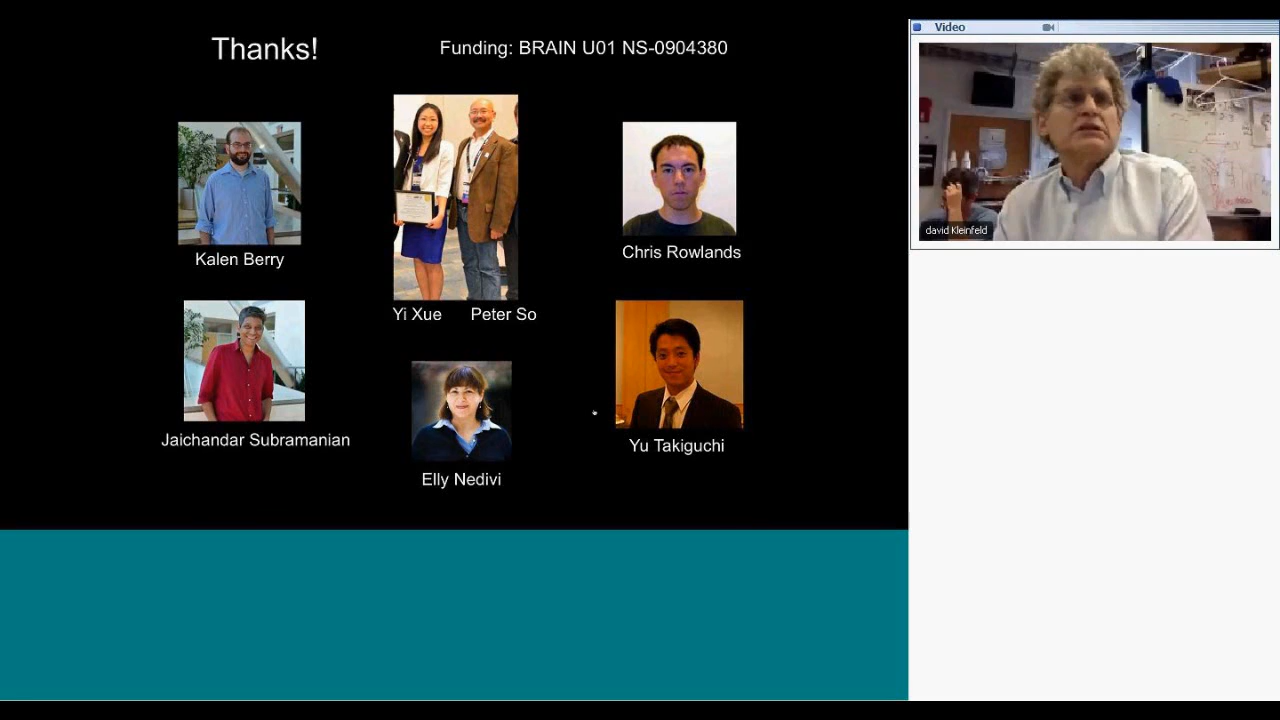 Thanks!
Funding: BRAIN U01 NS-0904380
Kalen Berry
Yi Xue
Peter So
Chris Rowlands
Jaichandar Subramanian
Elly Nedivi
Yu Takiguchi
Video
david Kleinfeld